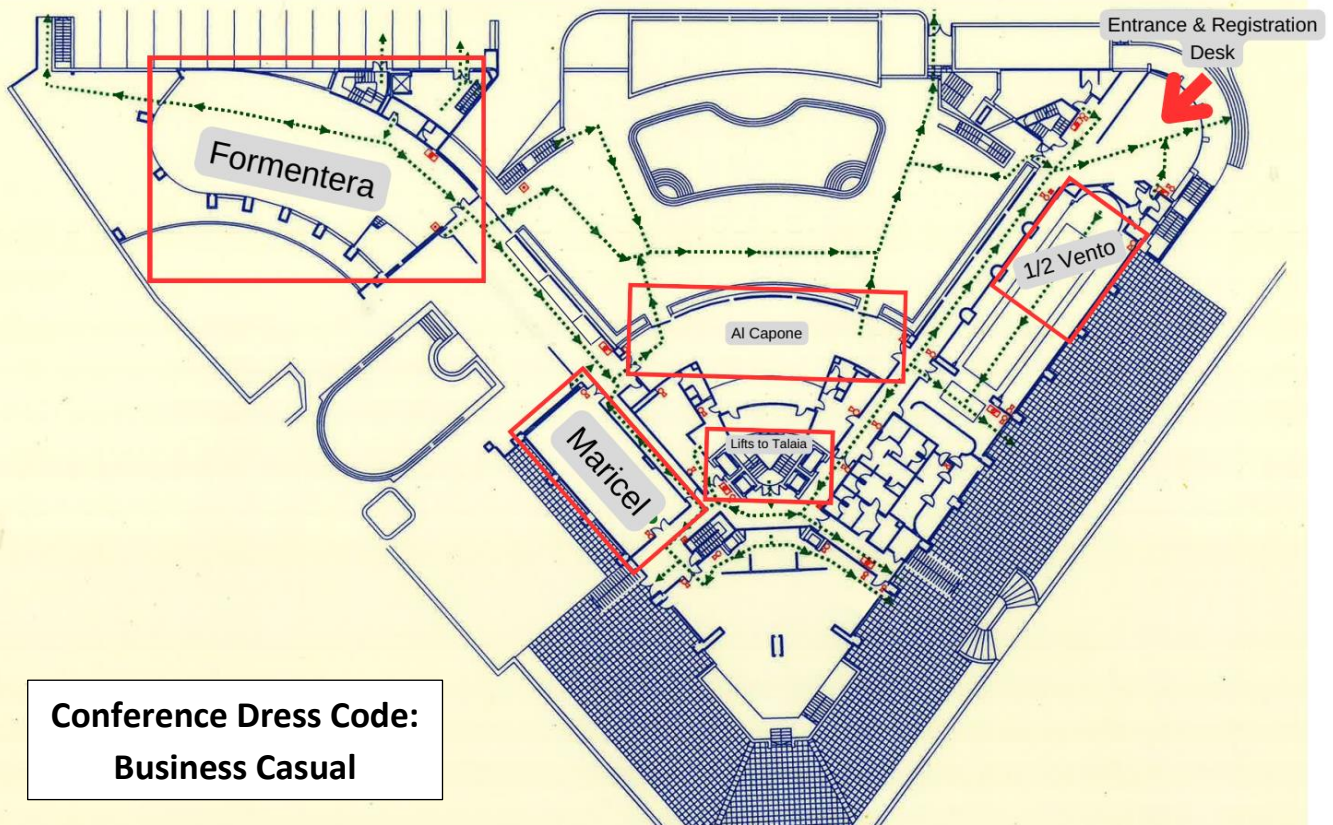 Entrance & Registration
Desk
Formentera
1/2 Vento
Al Capone
Maricel
Lifts to Talaia
Conference Dress Code:
Business Casual